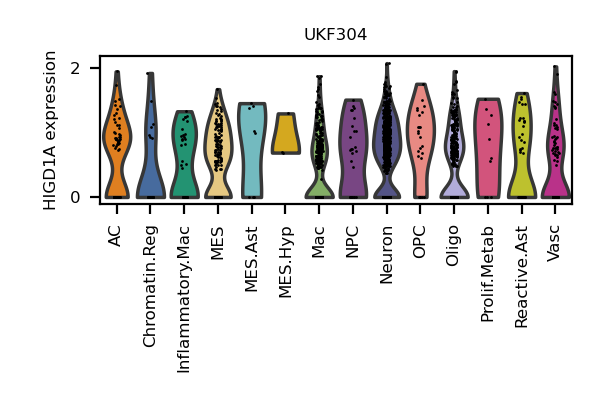 UKF304
HIGD1A expression
2
0
AC
Chromatin.Reg
Inflammatory.Mac
MES
MES.Ast
MES.Hyp
Mac
NPC
Neuron
OPC
Oligo
Prolif.Metab
Reactive.Ast
Vasc